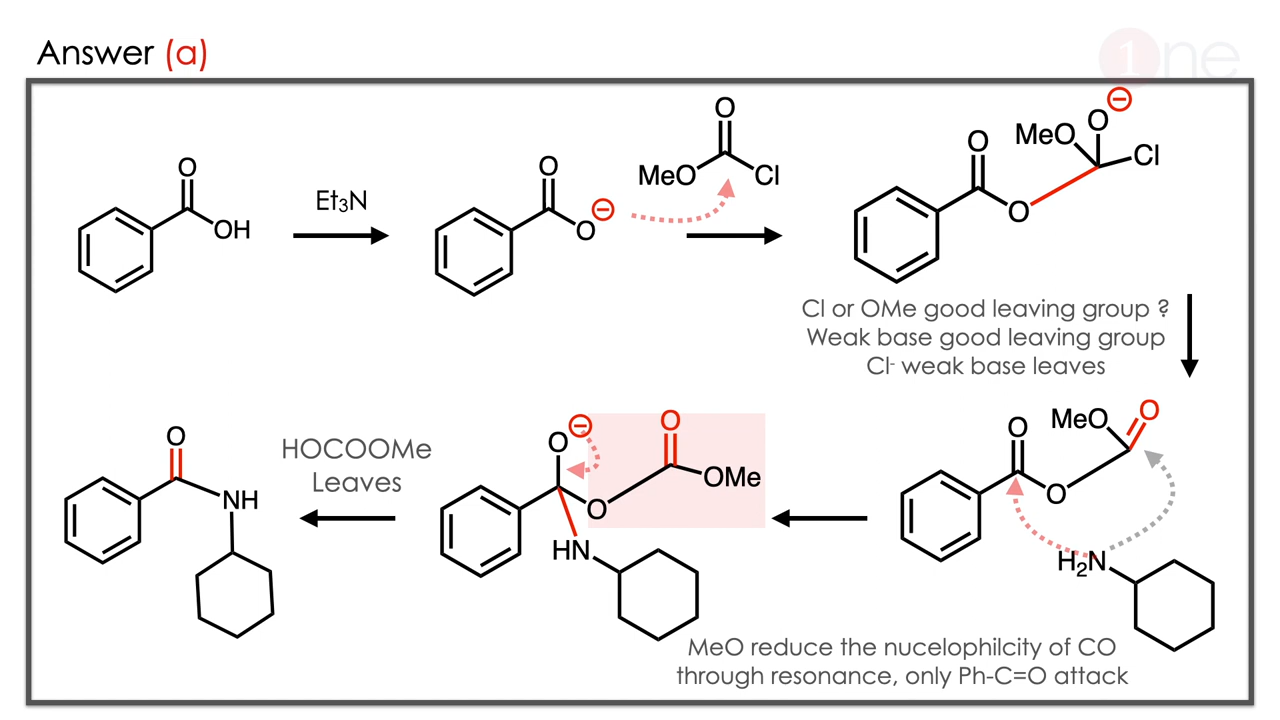 Answer (a)
1ne
O
OH
Et₃N
O
O⊖
O
MeO
Cl
O
O
MeO
O⊖
Cl
Cl or OMe good leaving group ?
Weak base good leaving group
Cl⁻ weak base leaves
O
NH
HOCOOMe
Leaves
O⊖
O
O
OMe
HN
O
O
MeO
O
H₂N
MeO reduce the nucelophilcity of CO
through resonance, only Ph-C=O attack